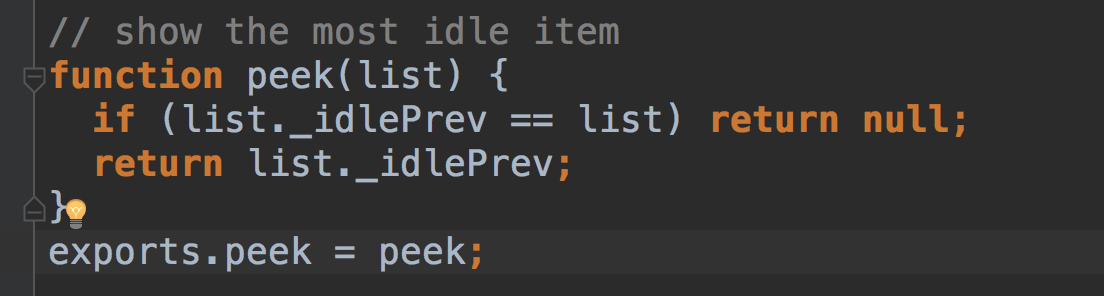 // show the most idle item
function peek(list) {
  if (list._idlePrev == list) return null;
  return list._idlePrev;
}
exports.peek = peek;